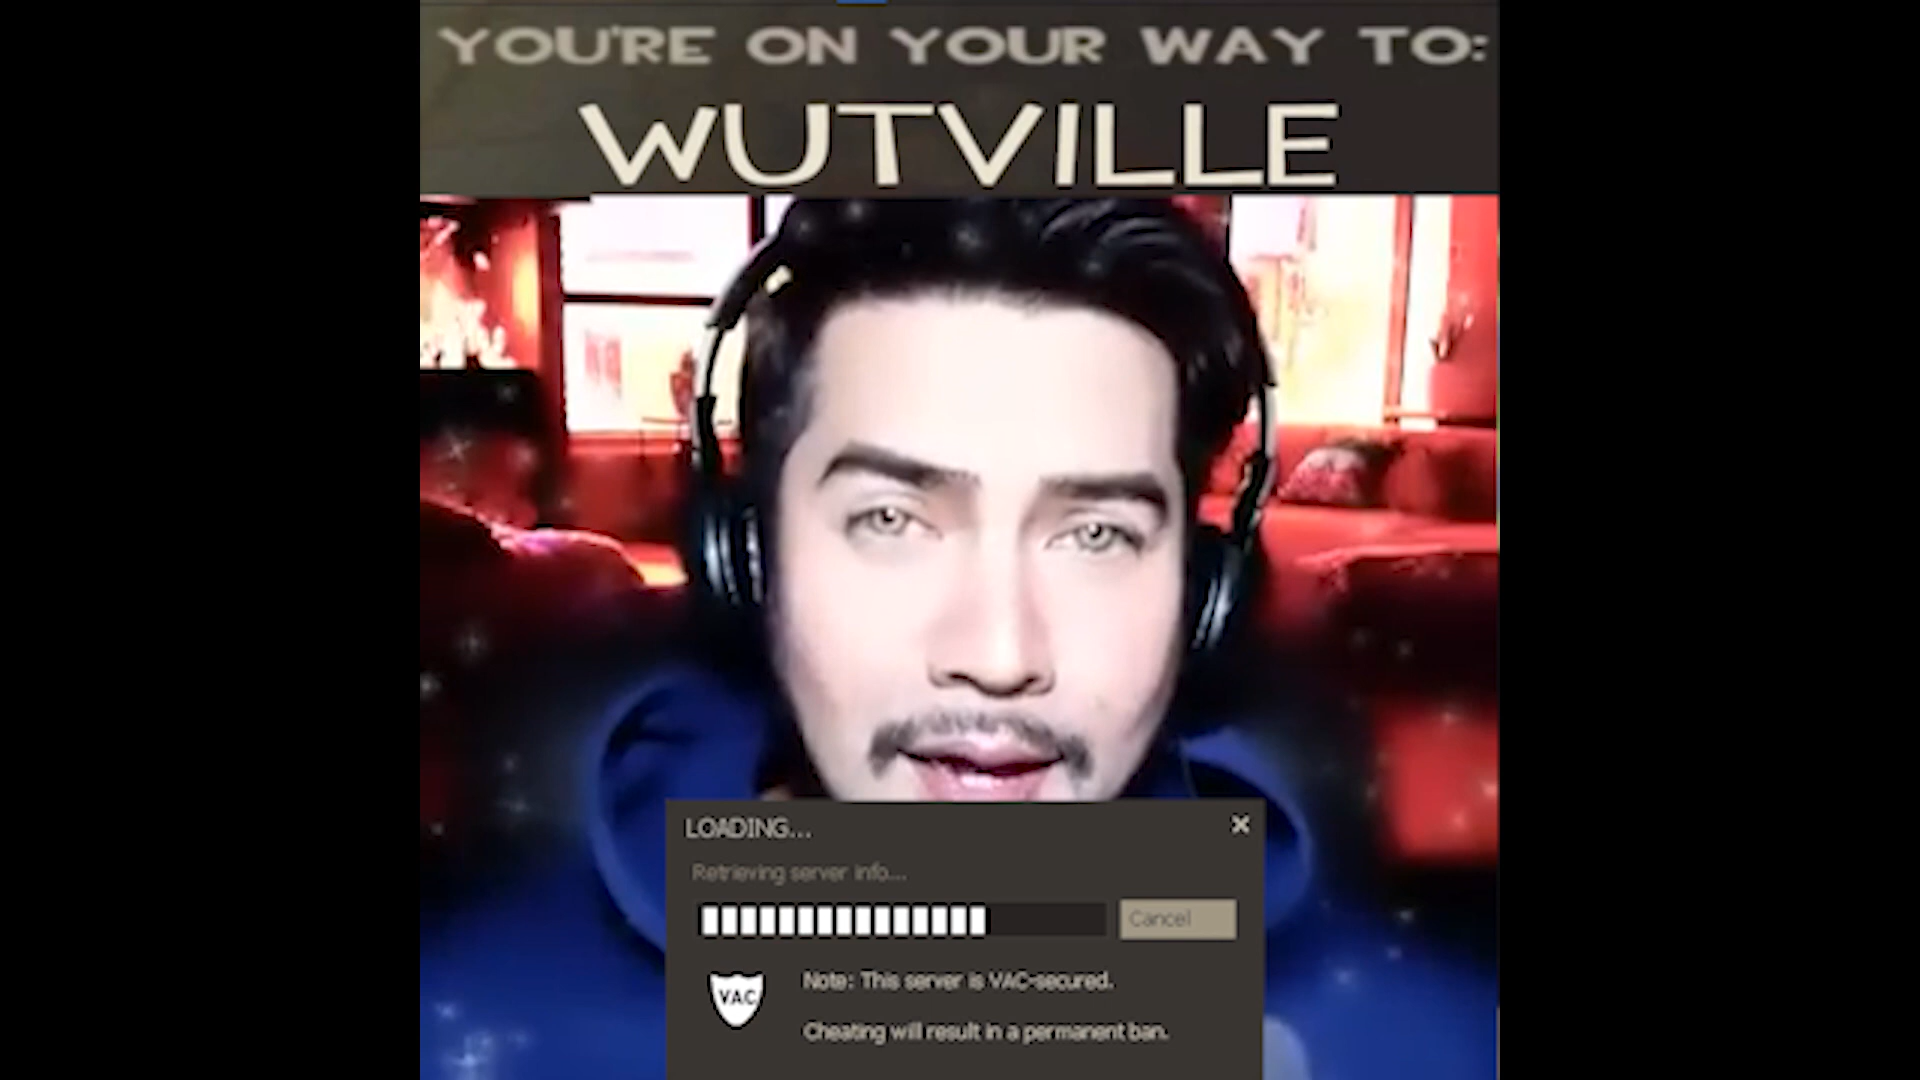 YOU'RE ON YOUR WAY TO:
WUTVILLE
LOADING...
Retrieving server info...
Cancel
VAC
Note: This server is VAC-secured.
Cheating will result in a permanent ban.